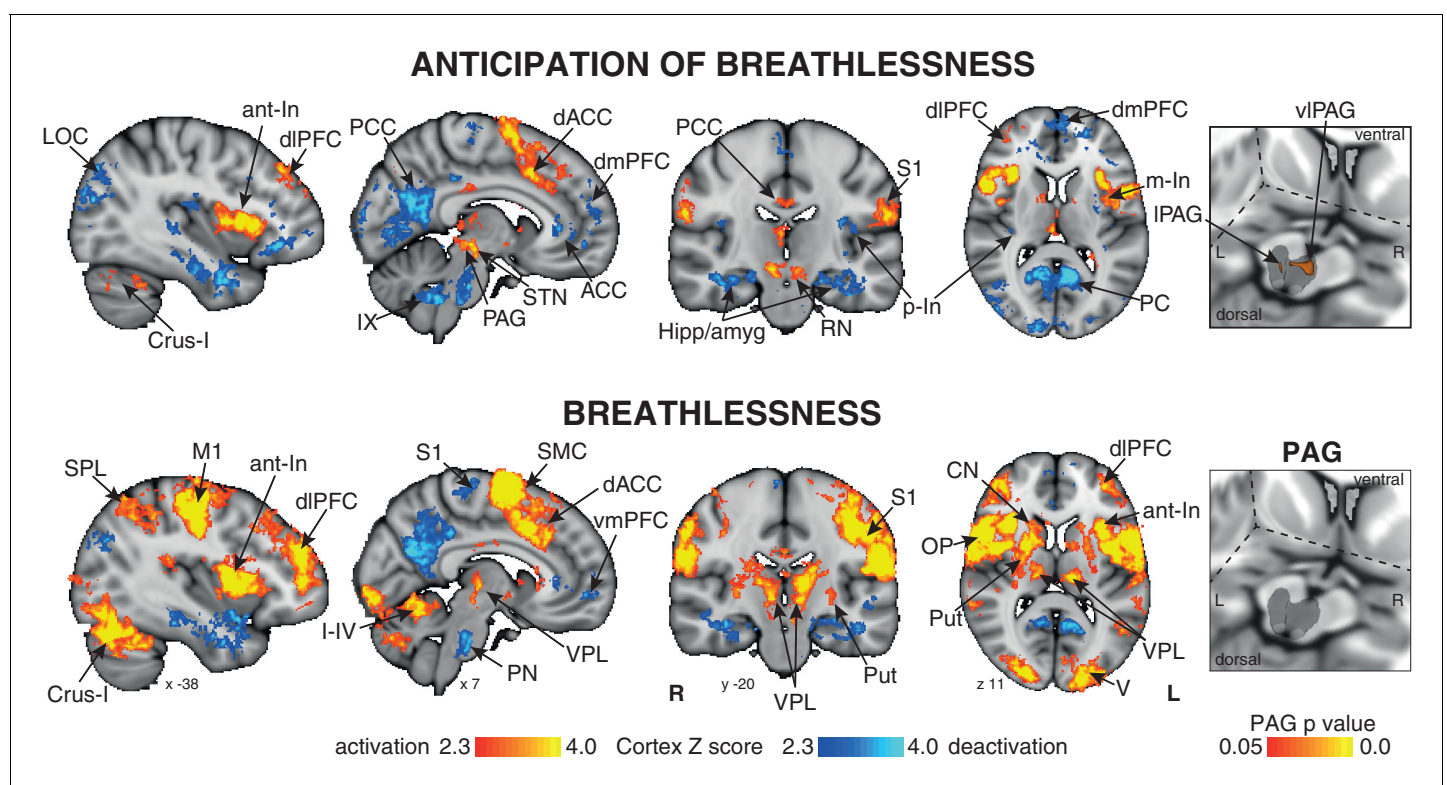 ANTICIPATION OF BREATHLESSNESS
LOC
ant-In
dlPFC
Crus-I
PCC
dACC
dmPFC
IX
PAG
STN
ACC
PCC
S1
Hipp/amyg
RN
p-In
dlPFC
dmPFC
m-In
lPAG
PC
vlPAG
ventral
L
R
dorsal
BREATHLESSNESS
SPL
M1
ant-In
dlPFC
Crus-I
x -38
S1
SMC
dACC
vmPFC
I-IV
PN
VPL
x 7
S1
Put
VPL
R
y -20
CN
dlPFC
ant-In
OP
Put
VPL
V
z 11
L
PAG
ventral
L
R
dorsal
activation 2.3 4.0 Cortex Z score 2.3 4.0 deactivation
PAG p value
0.05 0.0